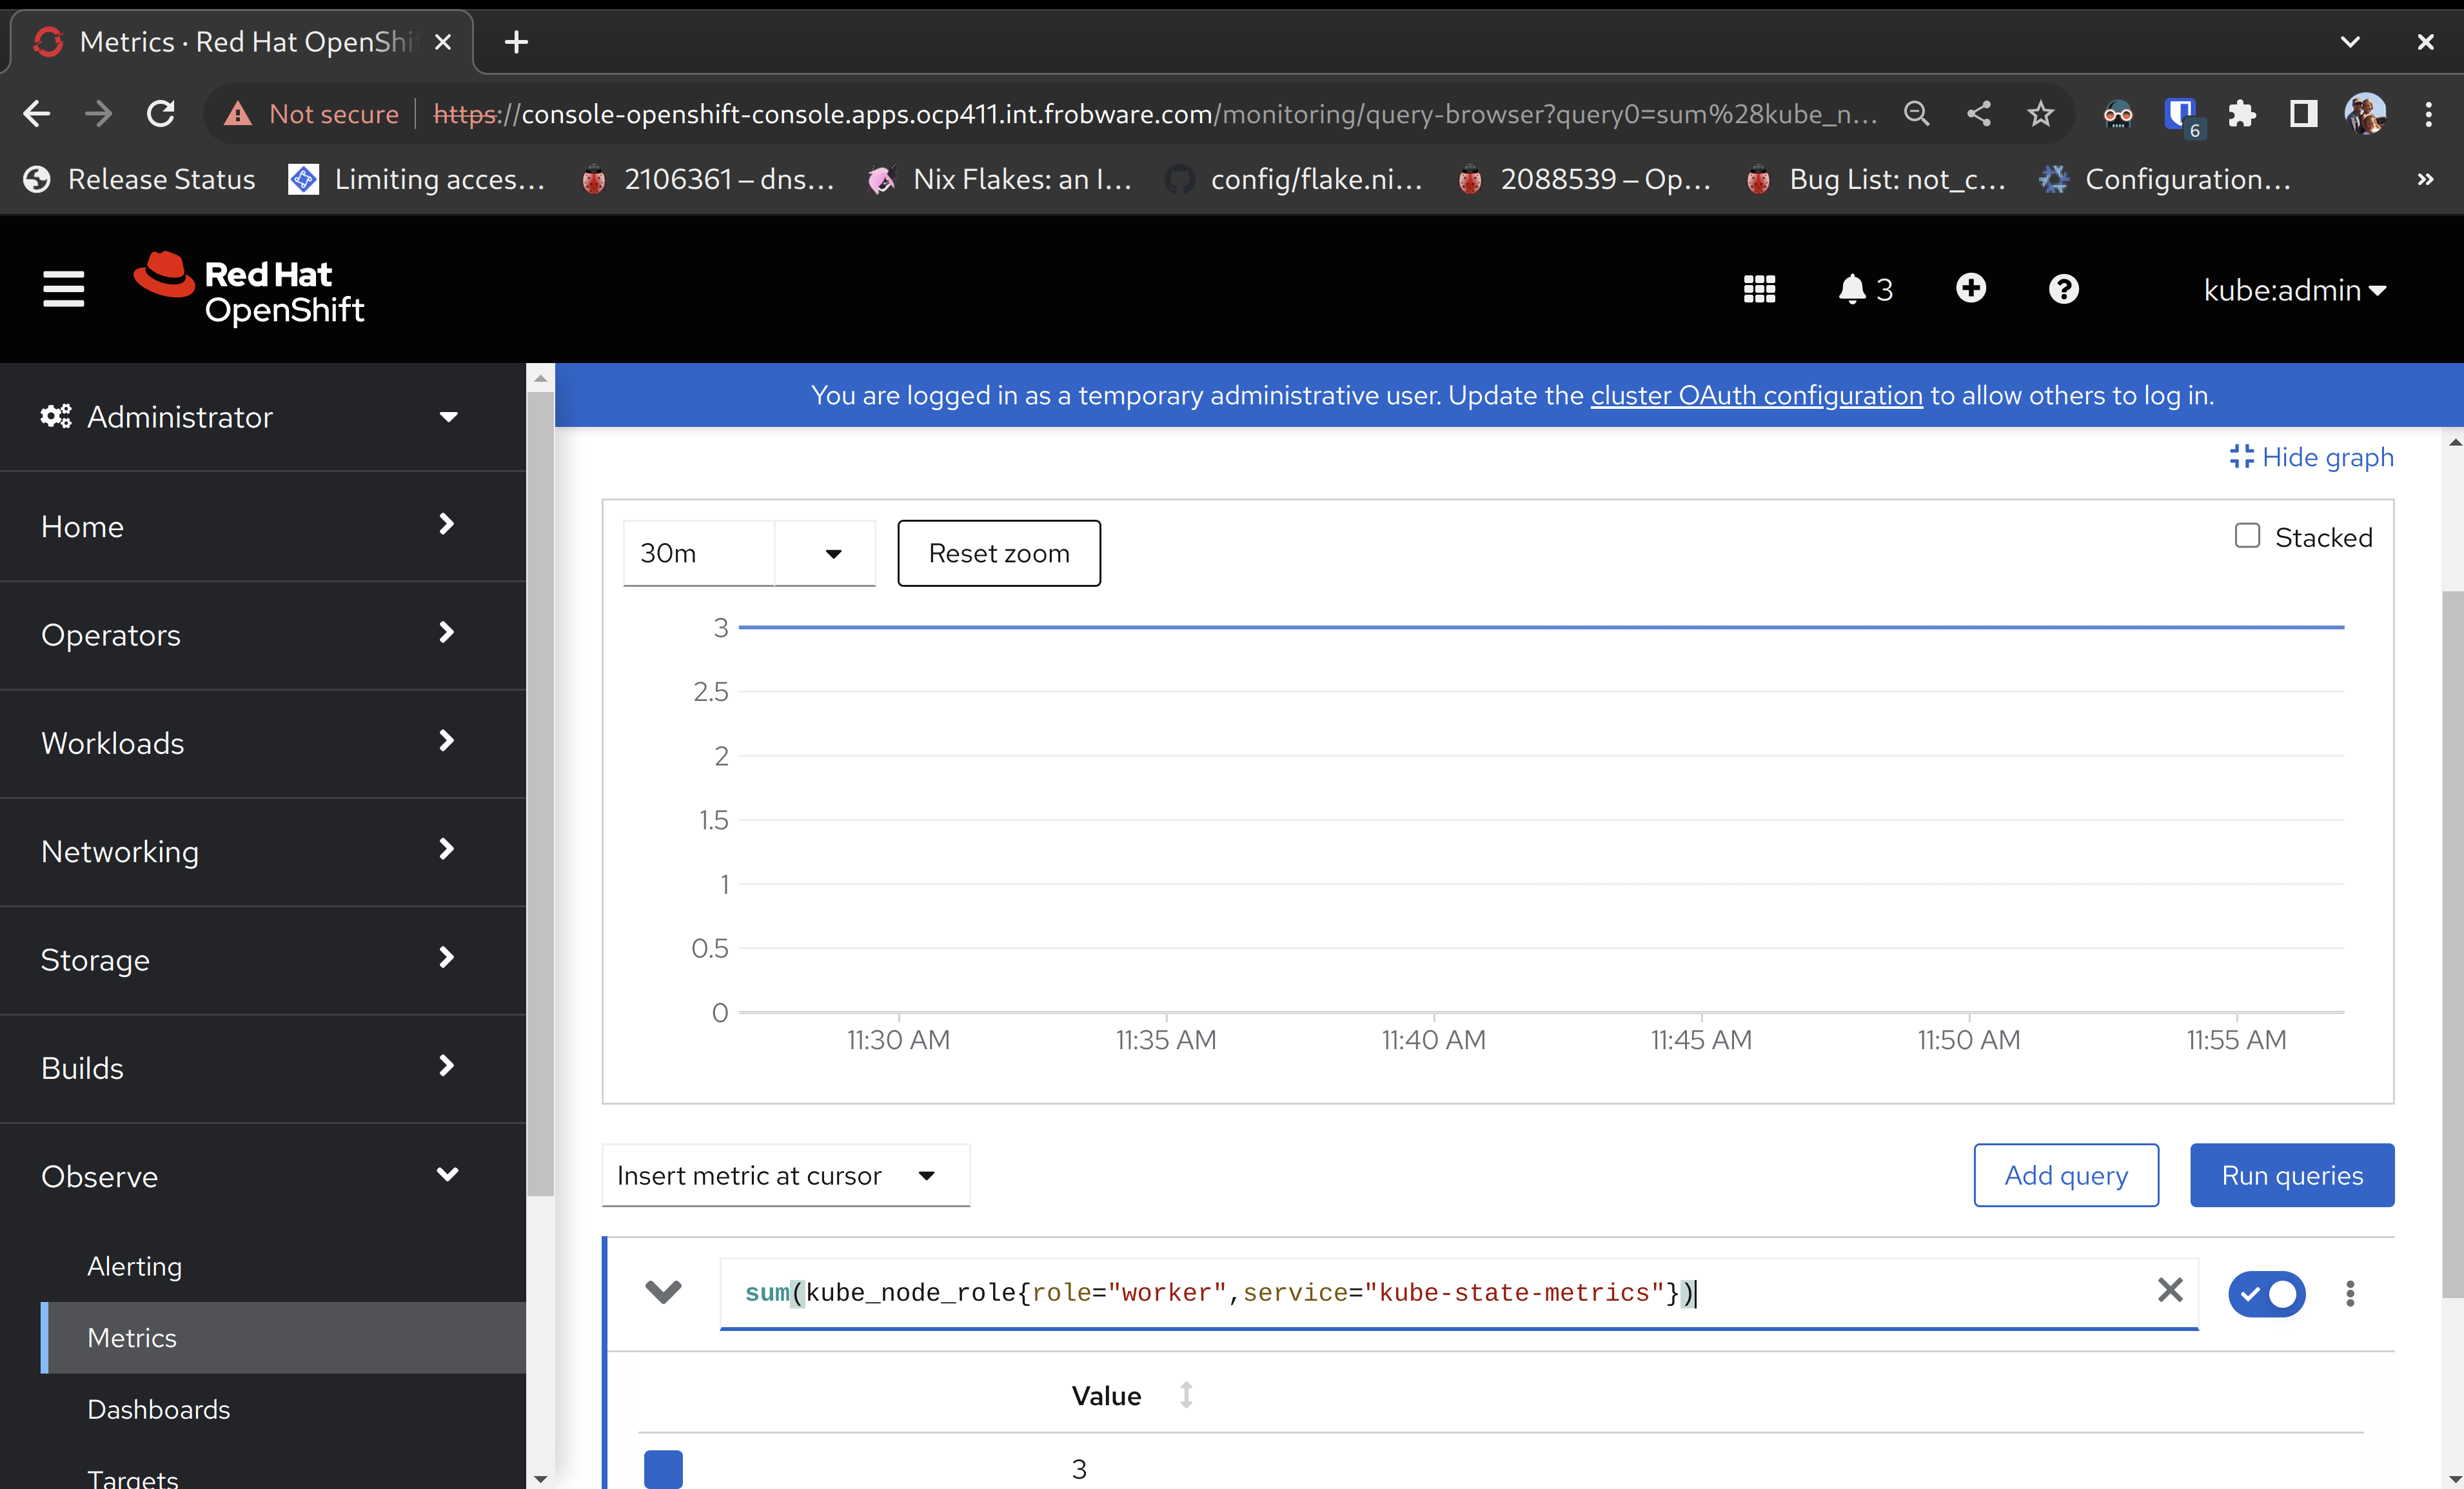 Metrics · Red Hat OpenShi
Not secure https://console-openshift-console.apps.ocp411.int.frobware.com/monitoring/query-browser?query0=sum%28kube_n...
6
Release Status Limiting acces... 2106361 – dns... Nix Flakes: an I... config/flake.ni... 2088539 – Op... Bug List: not_c... Configuration... »
Red Hat
OpenShift
3
kube:admin
Administrator
Home
Operators
Workloads
Networking
Storage
Builds
Observe
Alerting
Metrics
Dashboards
Targets
You are logged in as a temporary administrative user. Update the cluster OAuth configuration to allow others to log in.
Hide graph
30m
Reset zoom
Stacked
3
2.5
2
1.5
1
0.5
0
11:30 AM 11:35 AM 11:40 AM 11:45 AM 11:50 AM 11:55 AM
Insert metric at cursor
Add query
Run queries
sum(kube_node_role{role="worker",service="kube-state-metrics"})
Value
3